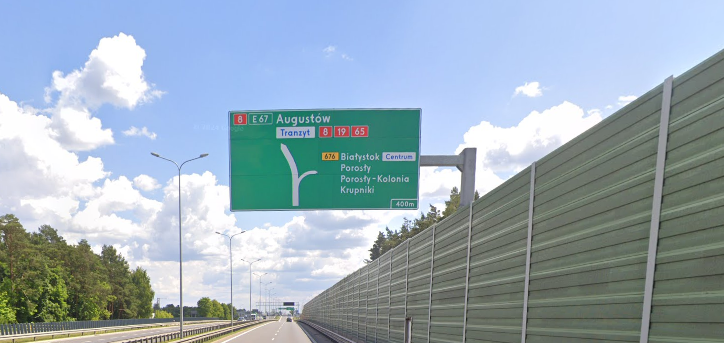 8 E 67 Augustów
Tranzyt 8 19 65
676 Białystok Centrum
Porosły
Porosły-Kolonia
Krupniki
400m